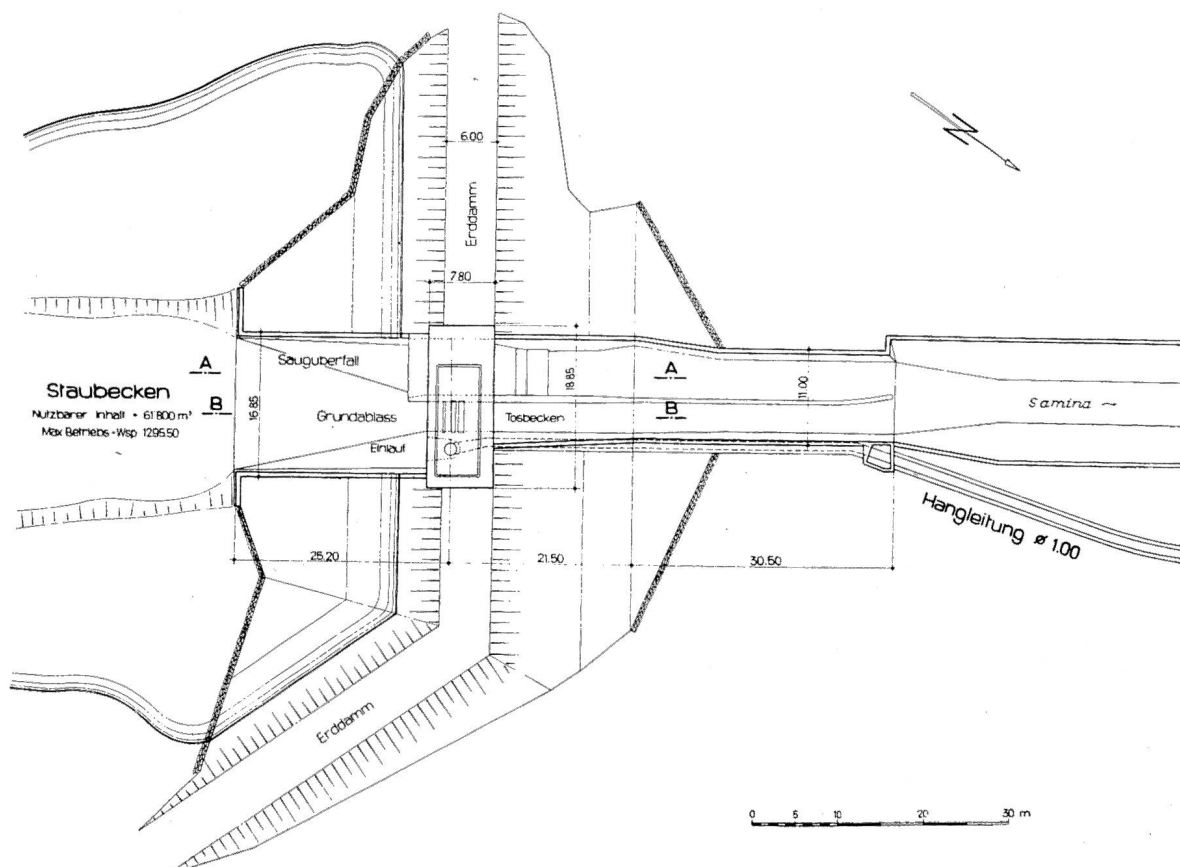 6.00
Erddamm
N
7.80
Saugüberfall
A
A
Staubecken
Nutzbarer Inhalt = 61800 m³
Max Betriebs-Wsp 1295.50
B
16.85
Grundablass
18.85
B
11.00
Samina
Tosbecken
Einlauf
Hangleitung ø 1.00
25.20
21.50
30.50
Erddamm
0 5 10 20 30 m